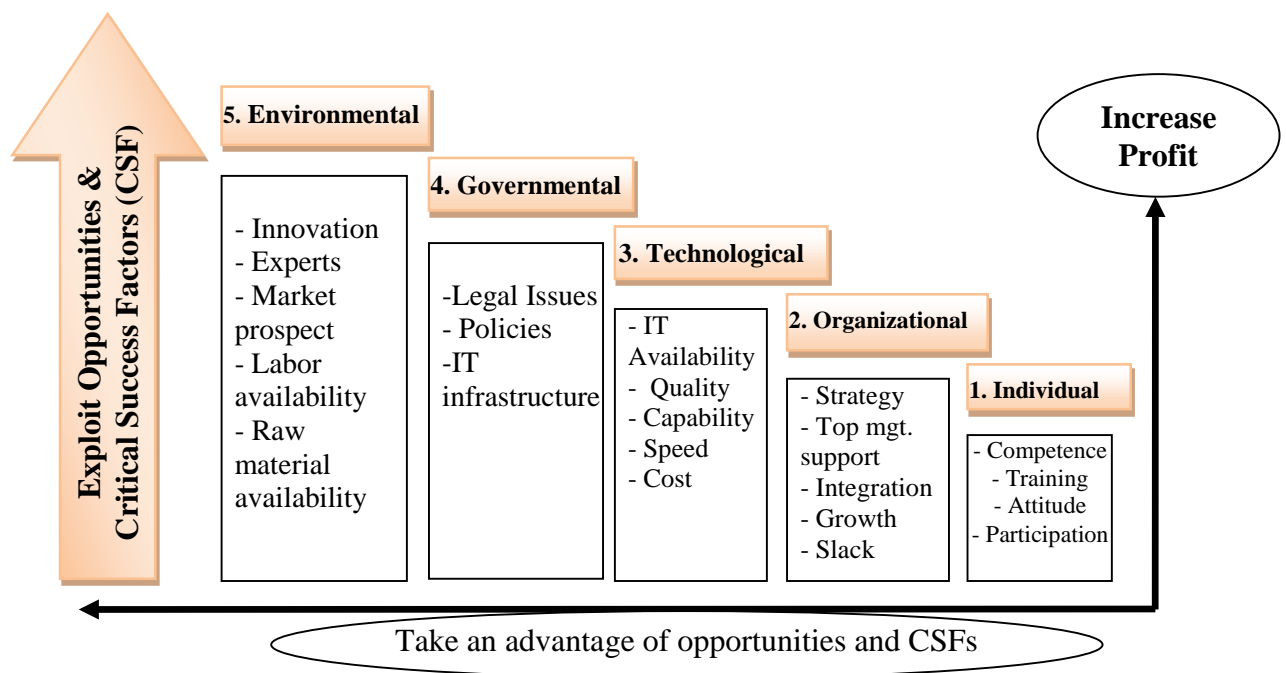 Exploit Opportunities &
Critical Success Factors (CSF)
5. Environmental
- Innovation
- Experts
- Market
prospect
- Labor
availability
- Raw
material
availability
4. Governmental
-Legal Issues
- Policies
-IT
infrastructure
3. Technological
- IT
Availability
- Quality
- Capability
- Speed
- Cost
2. Organizational
- Strategy
- Top mgt.
support
- Integration
- Growth
- Slack
1. Individual
- Competence
- Training
- Attitude
- Participation
Increase
Profit
Take an advantage of opportunities and CSFs